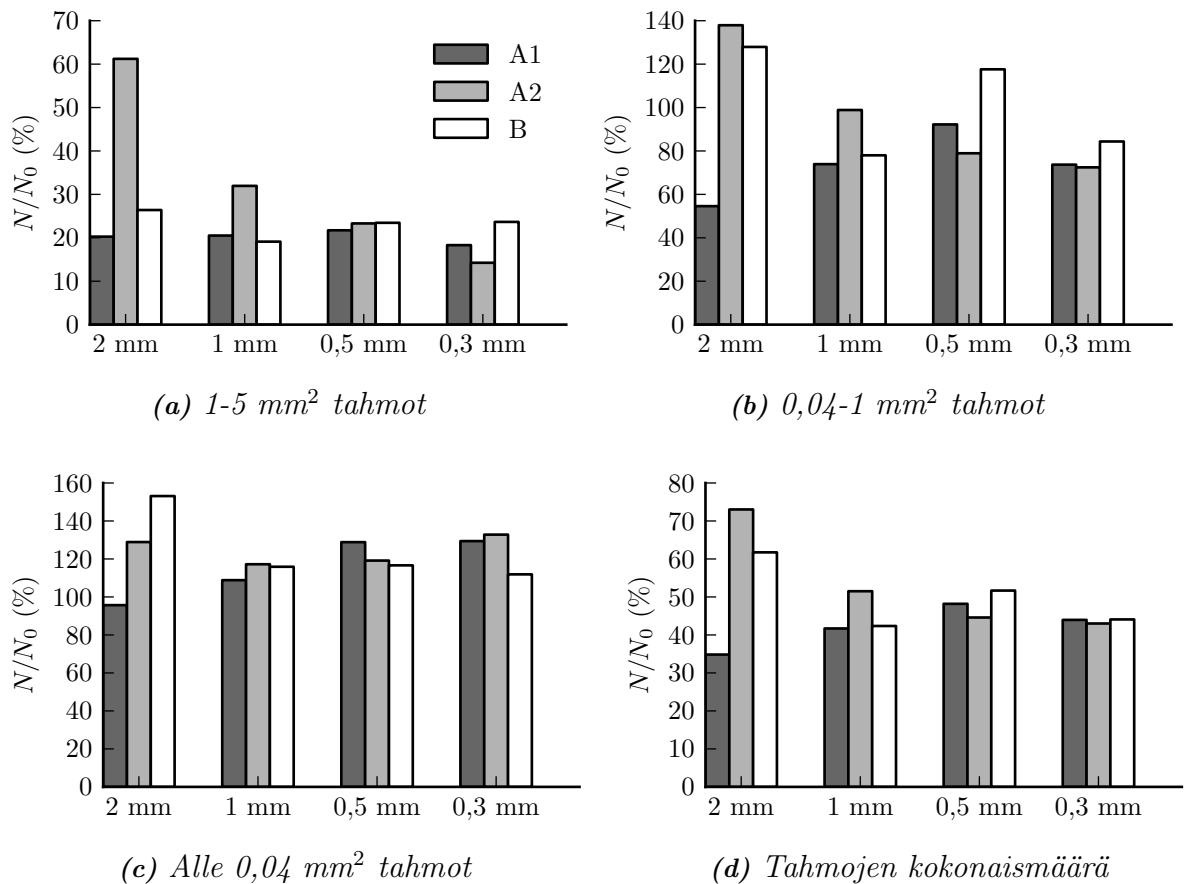 70
60
50
40
30
20
10
0
N/N₀ (%)
2 mm 1 mm 0,5 mm 0,3 mm
A1
A2
B
(a) 1-5 mm² tahmot
140
120
100
80
60
40
20
0
N/N₀ (%)
2 mm 1 mm 0,5 mm 0,3 mm
(b) 0,04-1 mm² tahmot
160
140
120
100
80
60
40
20
0
N/N₀ (%)
2 mm 1 mm 0,5 mm 0,3 mm
(c) Alle 0,04 mm² tahmot
80
70
60
50
40
30
20
10
0
N/N₀ (%)
2 mm 1 mm 0,5 mm 0,3 mm
(d) Tahmojen kokonaismäärä